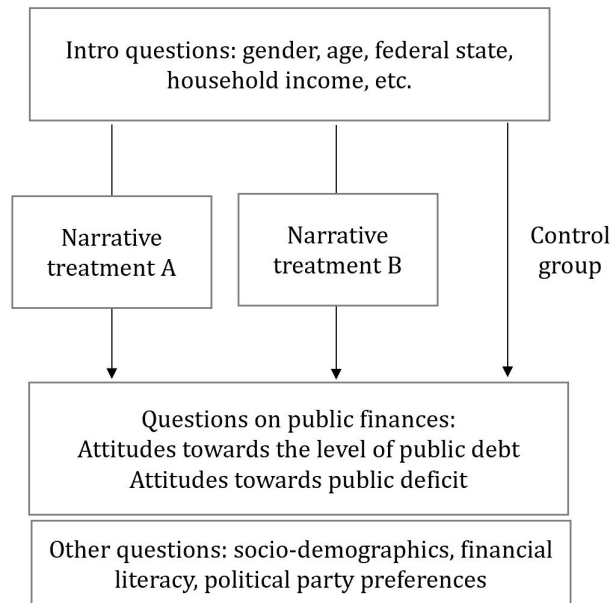 Intro questions: gender, age, federal state,
household income, etc.
Narrative
treatment A
Narrative
treatment B
Control
group
Questions on public finances:
Attitudes towards the level of public debt
Attitudes towards public deficit
Other questions: socio-demographics, financial
literacy, political party preferences